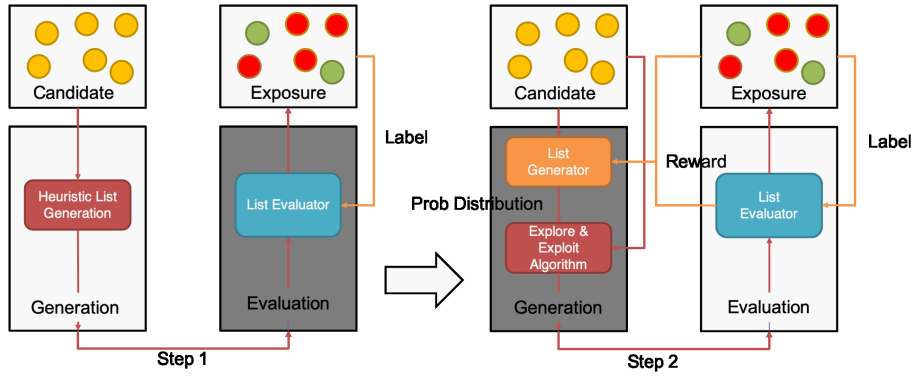 Candidate
Exposure
Label
Heuristic List
Generation
List Evaluator
Generation
Evaluation
Step 1
Candidate
Exposure
Label
List
Generator
Reward
Prob Distribution
List
Evaluator
Explore &
Exploit
Algorithm
Generation
Evaluation
Step 2